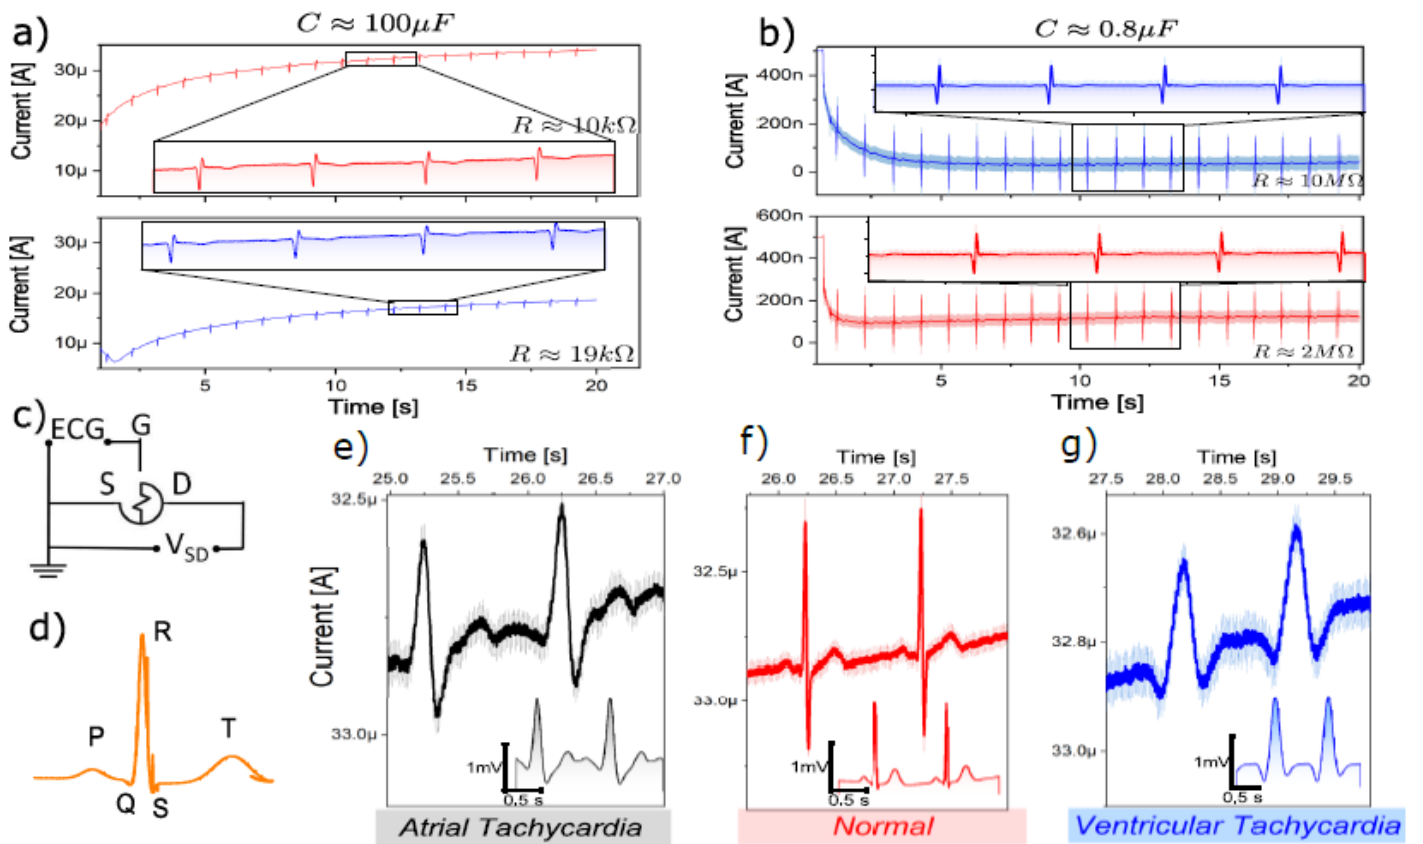 a)
C ≈ 100μF
Current [A]
30μ
20μ
10μ
R ≈ 10kΩ
Current [A]
30μ
20μ
10μ
R ≈ 19kΩ
5
10
15
20
Time [s]
b)
C ≈ 0.8μF
Current [A]
400n
200n
0
R ≈ 10MΩ
Current [A]
600n
400n
200n
0
R ≈ 2MΩ
5
10
15
20
Time [s]
c)
ECG
G
S
D
V_SD
d)
P
Q
R
S
T
e)
Time [s]
25.0 25.5 26.0 26.5 27.0
Current [A]
32.5μ
33.0μ
1mV
0.5 s
Atrial Tachycardia
f)
Time [s]
26.0 26.5 27.0 27.5
32.5μ
33.0μ
1mV
0.5 s
Normal
g)
Time [s]
27.5 28.0 28.5 29.0 29.5
32.6μ
32.8μ
33.0μ
1mV
0,5 s
Ventricular Tachycardia